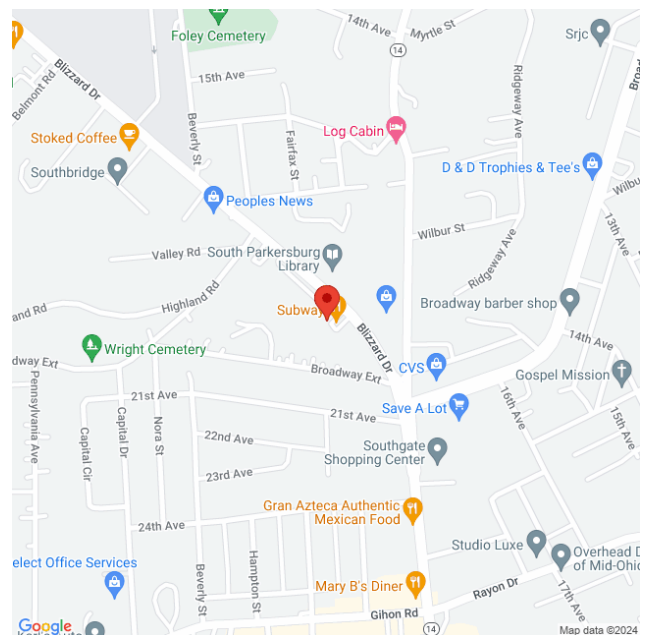 Foley Cemetery
14th Ave
Myrtle St
Srjc
14
Blizzard Dr
Belmont Rd
15th Ave
Ridgeway Ave
Broad
Stoked Coffee
Beverly St
Fairfax St
Log Cabin
D & D Trophies & Tee's
Southbridge
Peoples News
Wilbu
13th Ave
Wilbur St
Valley Rd
South Parkersburg
Library
Ridgeway Ave
Highland Rd
land Rd
Subway
Blizzard Dr
Broadway barber shop
14th Ave
Wright Cemetery
dway Ext
Broadway Ext
CVS
Gospel Mission
Pennsylvania Ave
21st Ave
21st Ave
Save A Lot
16th Ave
15th Ave
Capital Cir
Capital Dr
Nora St
22nd Ave
23rd Ave
Southgate
Shopping Center
24th Ave
Gran Azteca Authentic
Mexican Food
Studio Luxe
Overhead D
of Mid-Ohio
elect Office Services
Beverly St
Hampton St
Mary B's Diner
Rayon Dr
17th Ave
Gihon Rd
14
Google
Map data ©2024